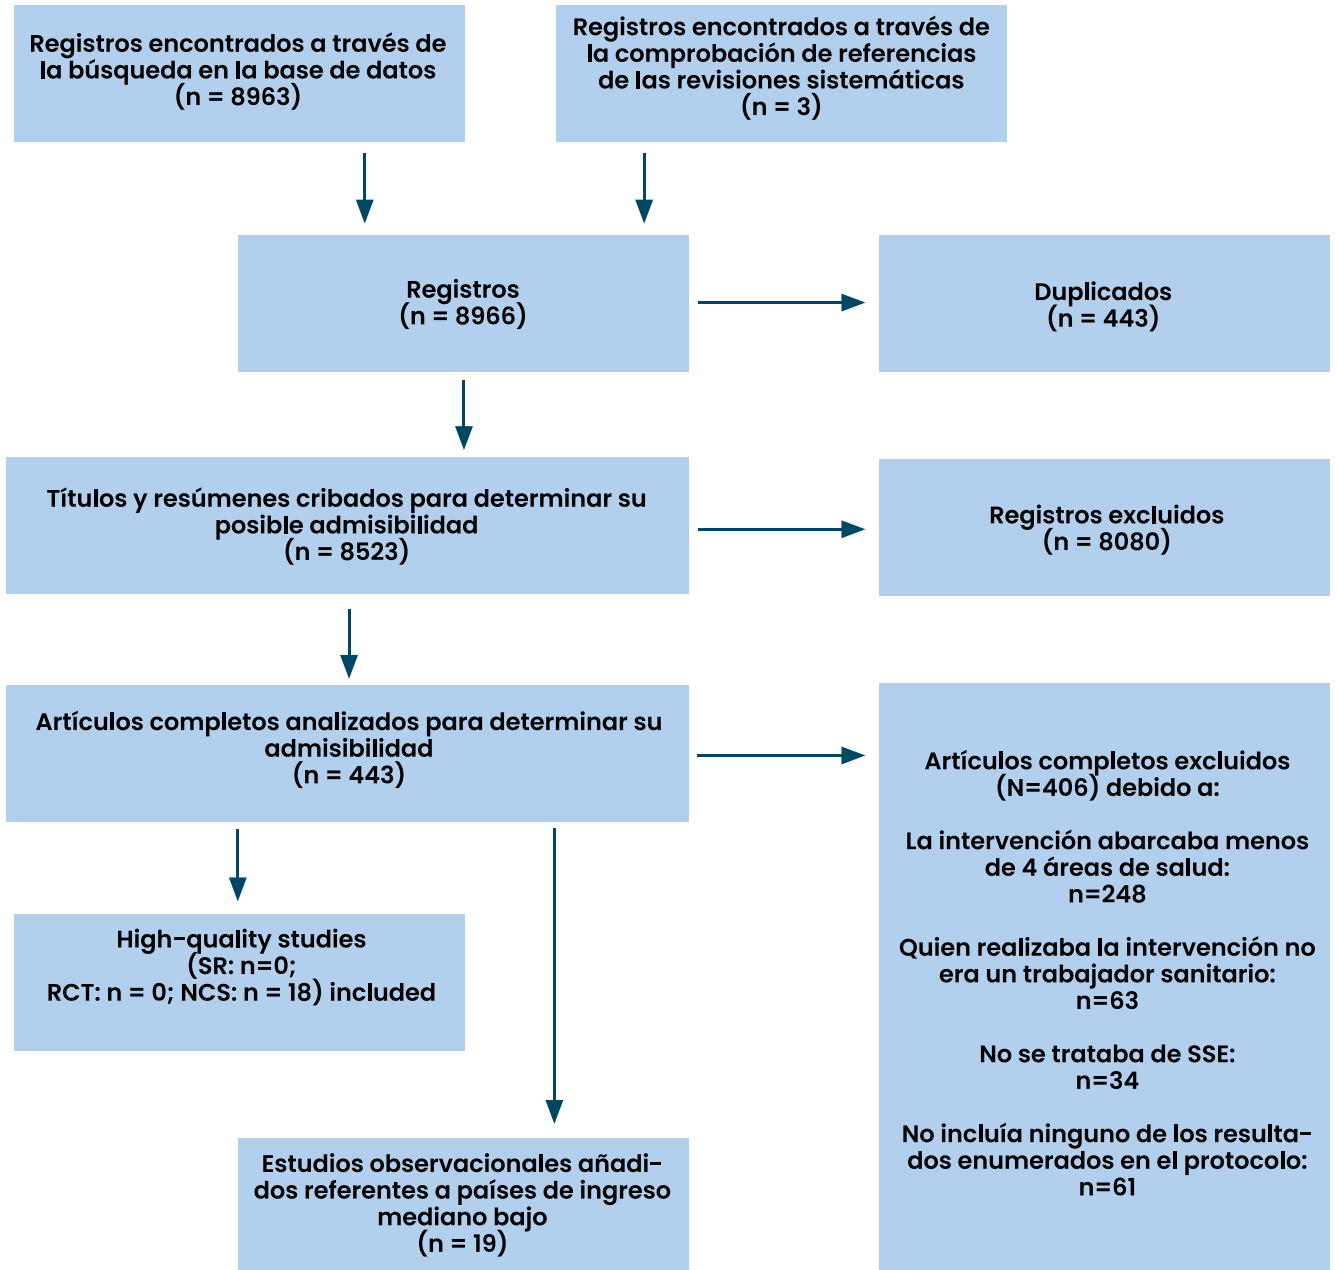 Registros encontrados a través de
la búsqueda en la base de datos
(n = 8963)
Registros encontrados a través de
la comprobación de referencias
de las revisiones sistemáticas
(n = 3)
Registros
(n = 8966)
Duplicados
(n = 443)
Títulos y resúmenes cribados para determinar su
posible admisibilidad
(n = 8523)
Registros excluidos
(n = 8080)
Artículos completos analizados para determinar su
admisibilidad
(n = 443)
Artículos completos excluidos
(N=406) debido a:
La intervención abarcaba menos
de 4 áreas de salud:
n=248
Quien realizaba la intervención no
era un trabajador sanitario:
n=63
No se trataba de SSE:
n=34
No incluía ninguno de los resulta-
dos enumerados en el protocolo:
n=61
High-quality studies
(SR: n=0;
RCT: n = 0; NCS: n = 18) included
Estudios observacionales añadi-
dos referentes a países de ingreso
mediano bajo
(n = 19)